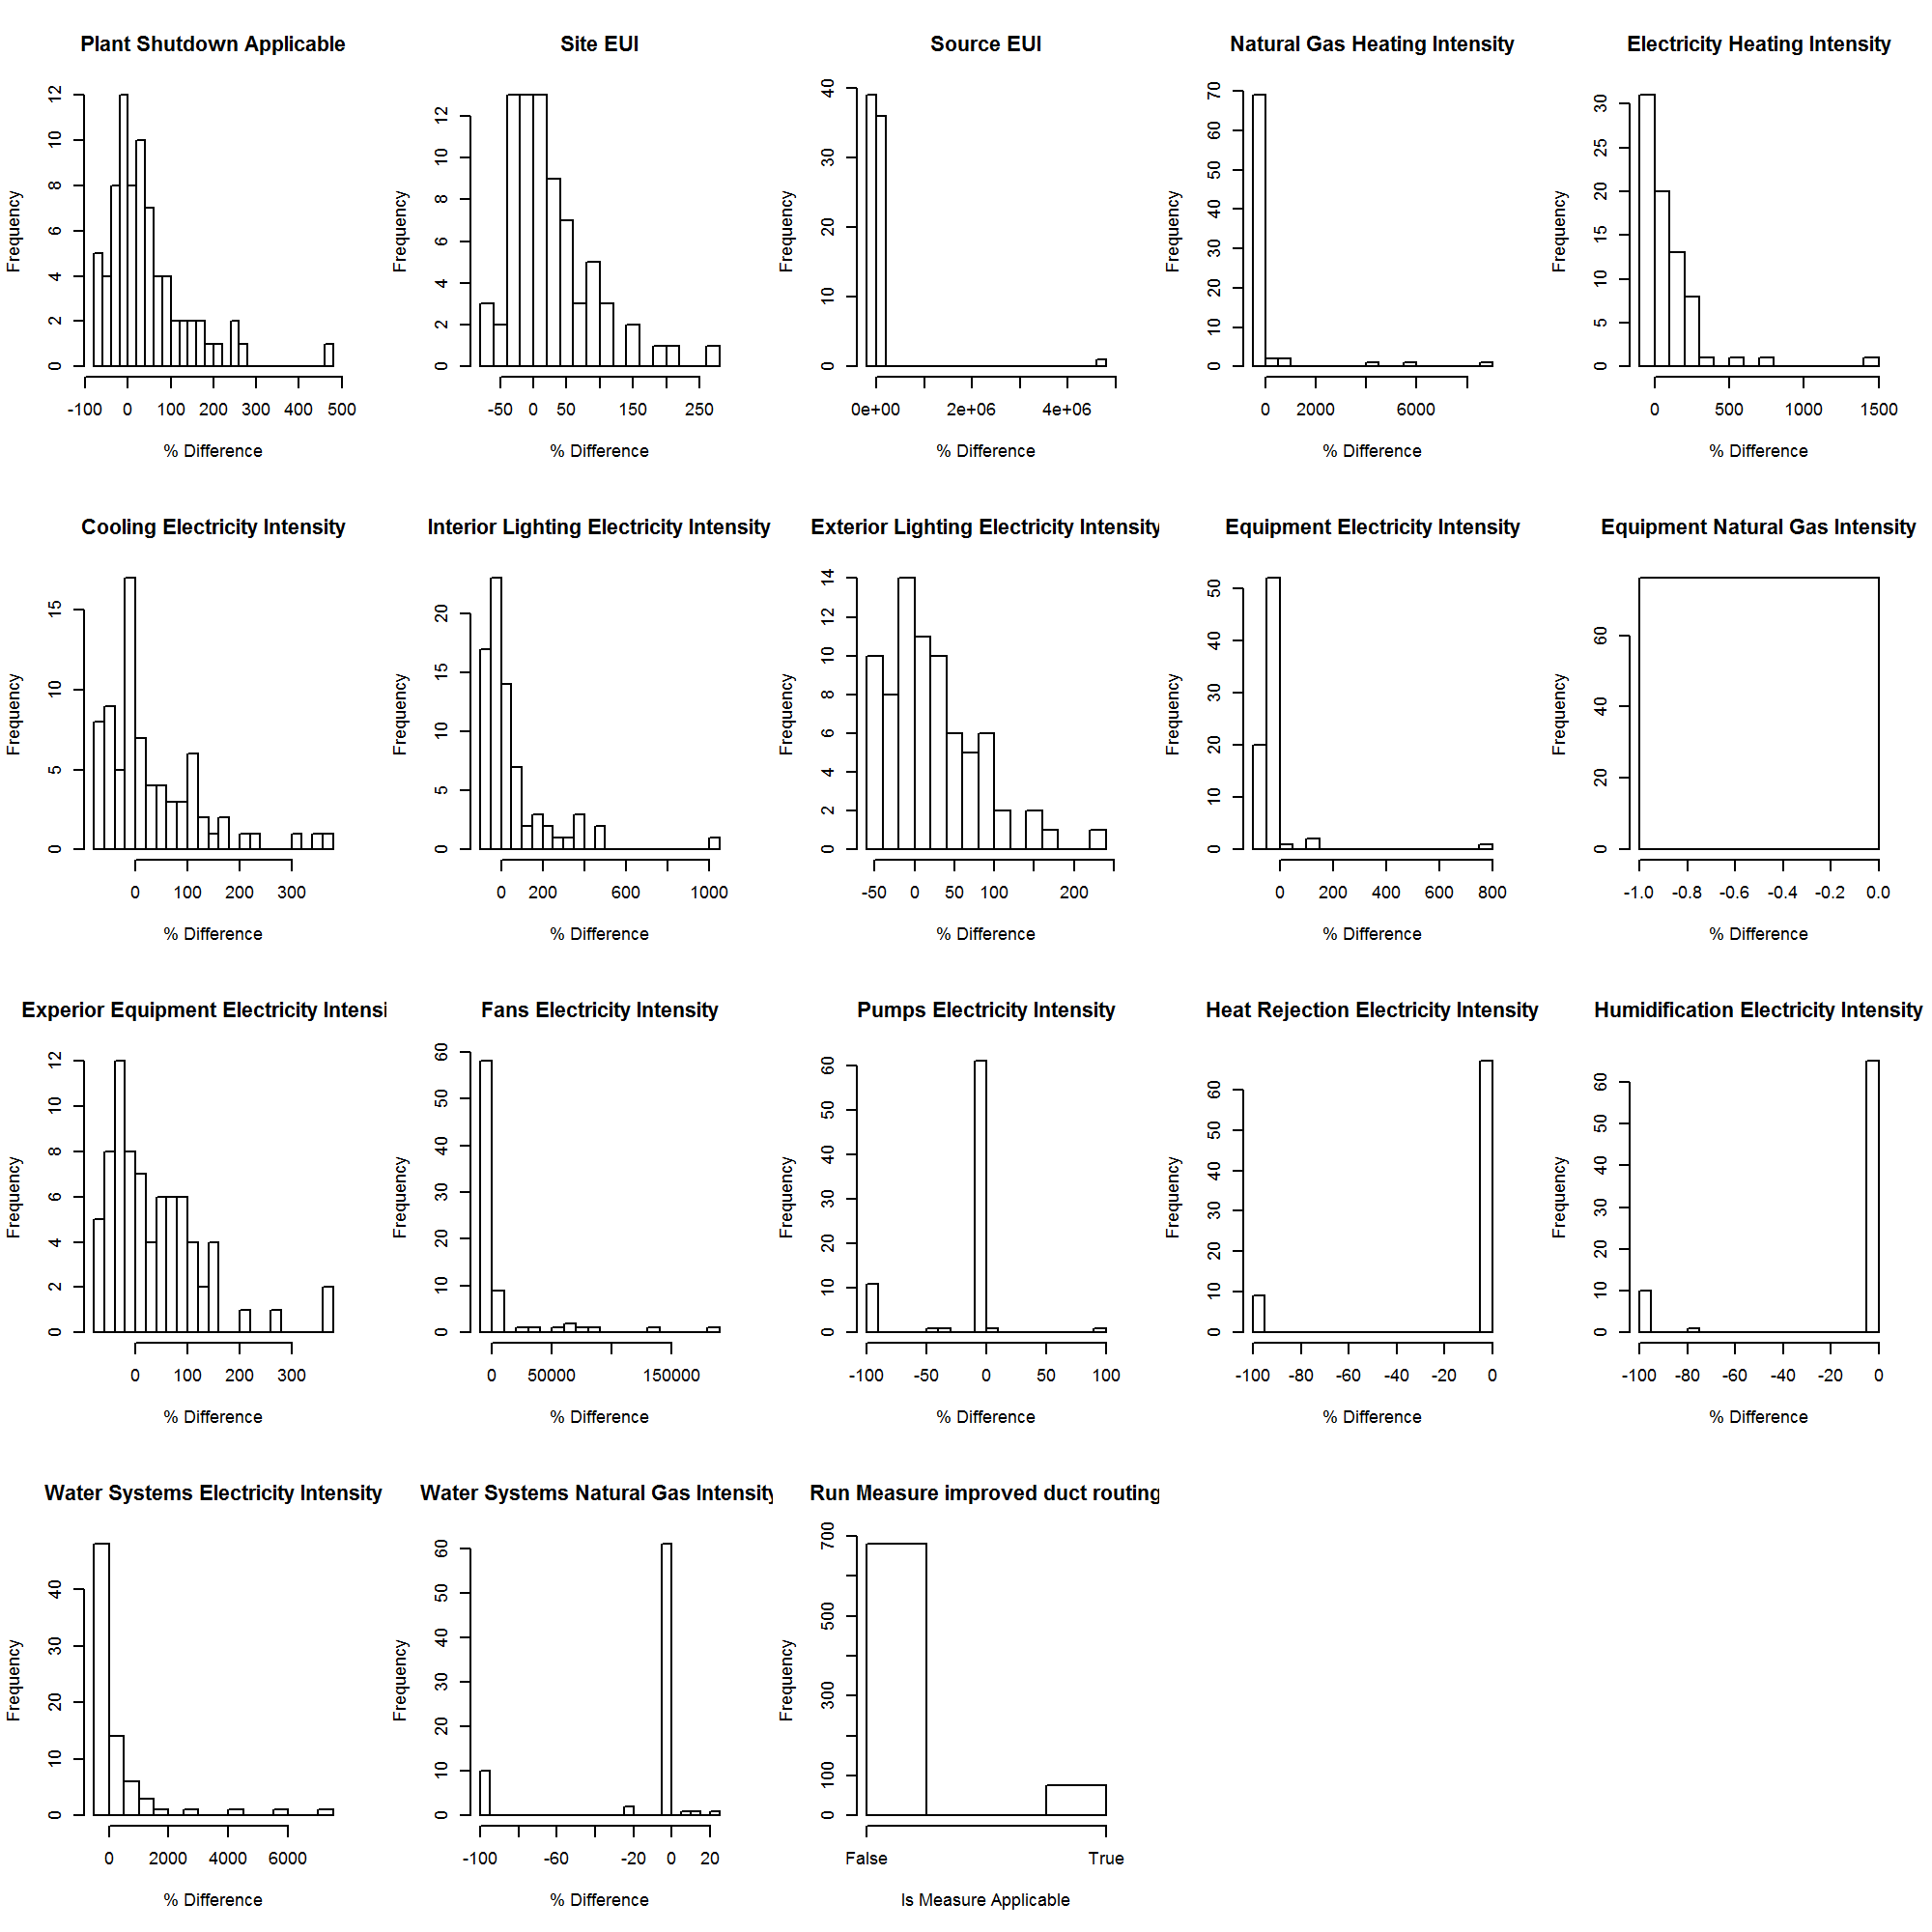 Plant Shutdown Applicable
Frequency
0 2 4 6 8 10 12
-100 0 100 200 300 400 500
% Difference
Site EUI
Frequency
0 2 4 6 8 10 12
-50 0 50 150 250
% Difference
Source EUI
Frequency
0 10 20 30 40
0e+00 2e+06 4e+06
% Difference
Natural Gas Heating Intensity
Frequency
0 10 20 30 40 50 60 70
0 2000 6000
% Difference
Electricity Heating Intensity
Frequency
0 5 10 15 20 25 30
0 500 1000 1500
% Difference
Cooling Electricity Intensity
Frequency
0 5 10 15
0 100 200 300
% Difference
Interior Lighting Electricity Intensity
Frequency
0 5 10 15 20
0 200 600 1000
% Difference
Exterior Lighting Electricity Intensity
Frequency
0 2 4 6 8 10 12 14
-50 0 50 100 200
% Difference
Equipment Electricity Intensity
Frequency
0 10 20 30 40 50
0 200 400 600 800
% Difference
Equipment Natural Gas Intensity
Frequency
0 20 40 60
-1.0 -0.8 -0.6 -0.4 -0.2 0.0
% Difference
Experior Equipment Electricity Intensi
Frequency
0 2 4 6 8 10 12
0 100 200 300
% Difference
Fans Electricity Intensity
Frequency
0 10 20 30 40 50 60
0 50000 150000
% Difference
Pumps Electricity Intensity
Frequency
0 10 20 30 40 50 60
-100 -50 0 50 100
% Difference
Heat Rejection Electricity Intensity
Frequency
0 10 20 30 40 50 60
-100 -80 -60 -40 -20 0
% Difference
Humidification Electricity Intensity
Frequency
0 10 20 30 40 50 60
-100 -80 -60 -40 -20 0
% Difference
Water Systems Electricity Intensity
Frequency
0 10 20 30 40
0 2000 4000 6000
% Difference
Water Systems Natural Gas Intensity
Frequency
0 10 20 30 40 50 60
-100 -60 -20 0 20
% Difference
Run Measure improved duct routing
Frequency
0 100 300 500 700
False True
Is Measure Applicable